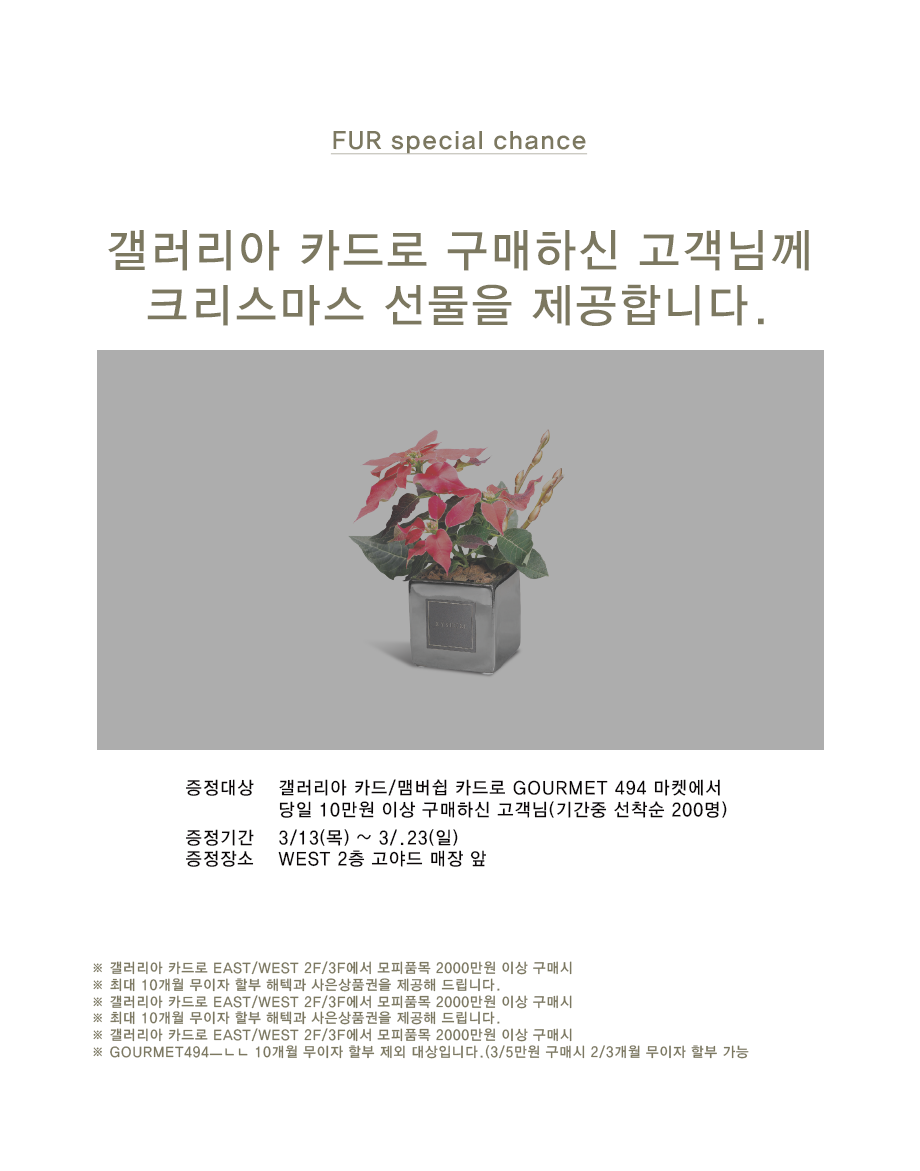 FUR special chance
갤러리아 카드로 구매하신 고객님께
크리스마스 선물을 제공합니다.
증정대상 갤러리아 카드/맴버쉽 카드로 GOURMET 494 마켓에서
당일 10만원 이상 구매하신 고객님(기간중 선착순 200명)
증정기간 3/13(목) ~ 3/.23(일)
증정장소 WEST 2층 고야드 매장 앞
※ 갤러리아 카드로 EAST/WEST 2F/3F에서 모피품목 2000만원 이상 구매시
※ 최대 10개월 무이자 할부 해텍과 사은상품권을 제공해 드립니다.
※ 갤러리아 카드로 EAST/WEST 2F/3F에서 모피품목 2000만원 이상 구매시
※ 최대 10개월 무이자 할부 해텍과 사은상품권을 제공해 드립니다.
※ 갤러리아 카드로 EAST/WEST 2F/3F에서 모피품목 2000만원 이상 구매시
※ GOURMET494ㅡㄴㄴ 10개월 무이자 할부 제외 대상입니다.(3/5만원 구매시 2/3개월 무이자 할부 가능